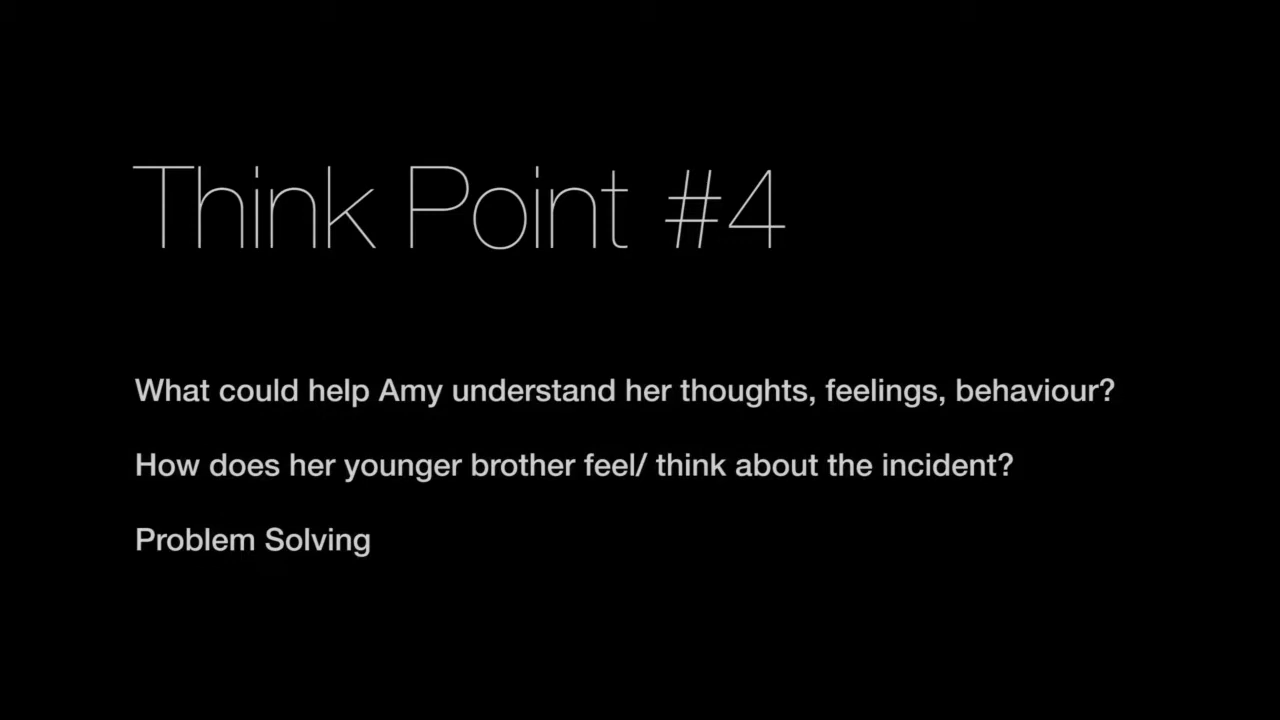 Think Point #4
What could help Amy understand her thoughts, feelings, behaviour?
How does her younger brother feel/ think about the incident?
Problem Solving